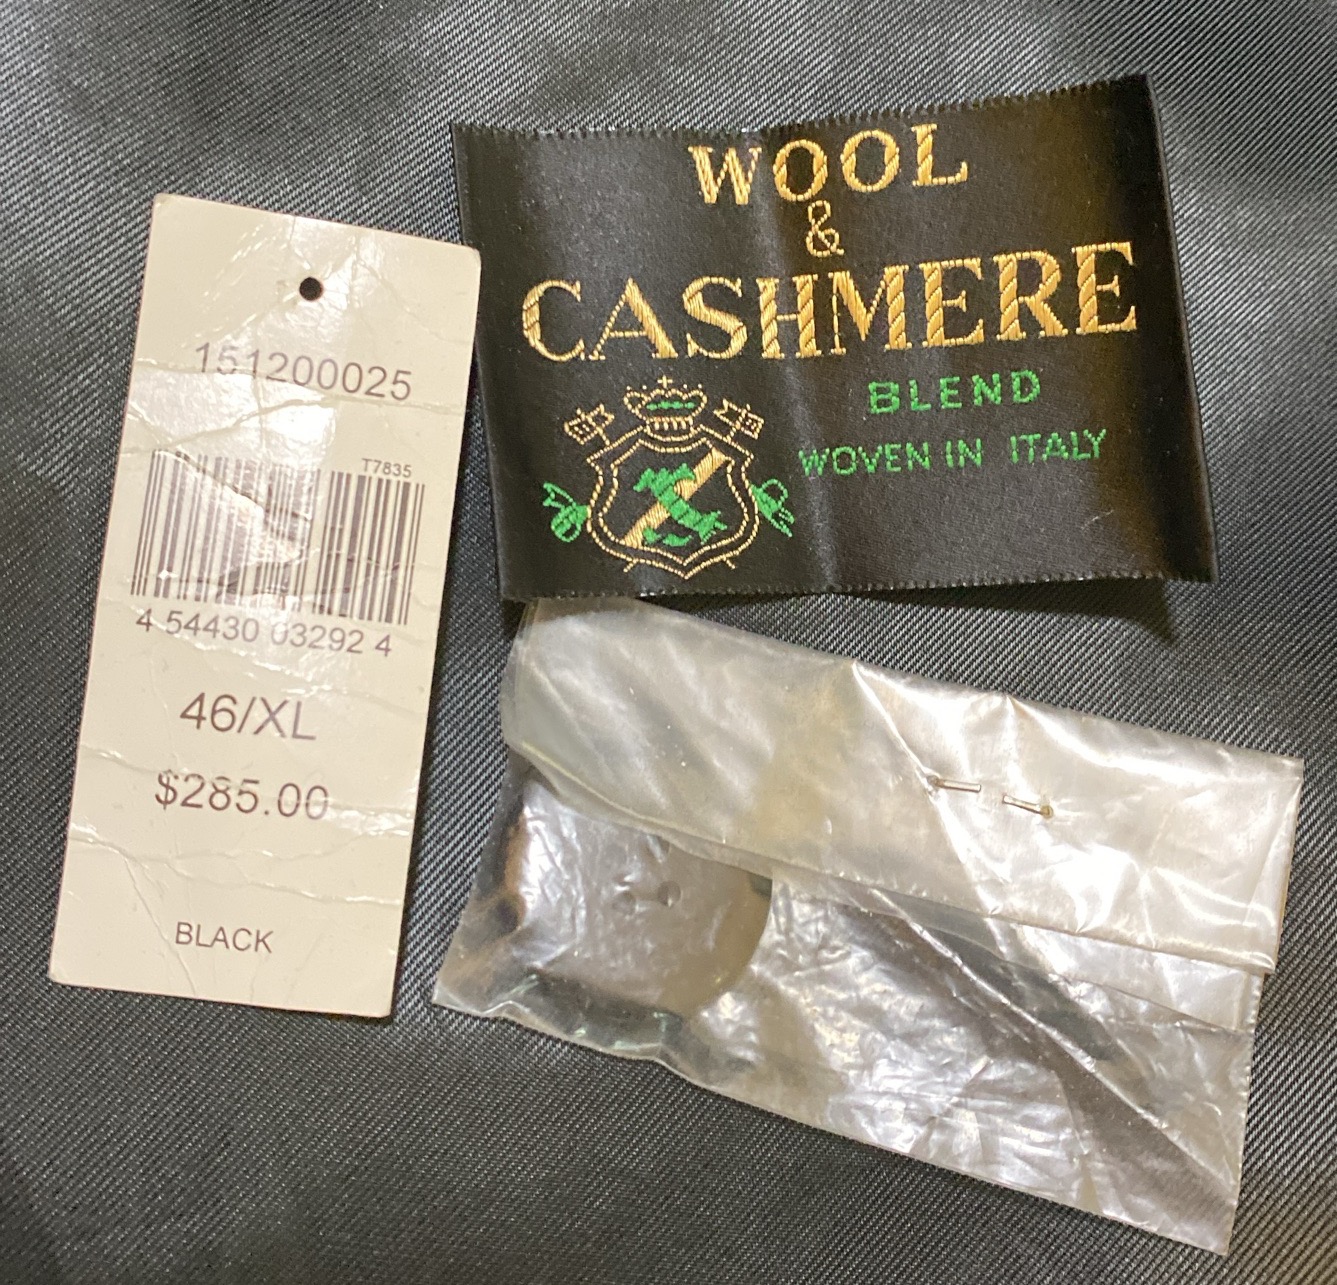 151200025
T7835
4 54430 03292 4
46/XL
$285.00
BLACK
WOOL
&
CASHMERE
BLEND
WOVEN IN ITALY